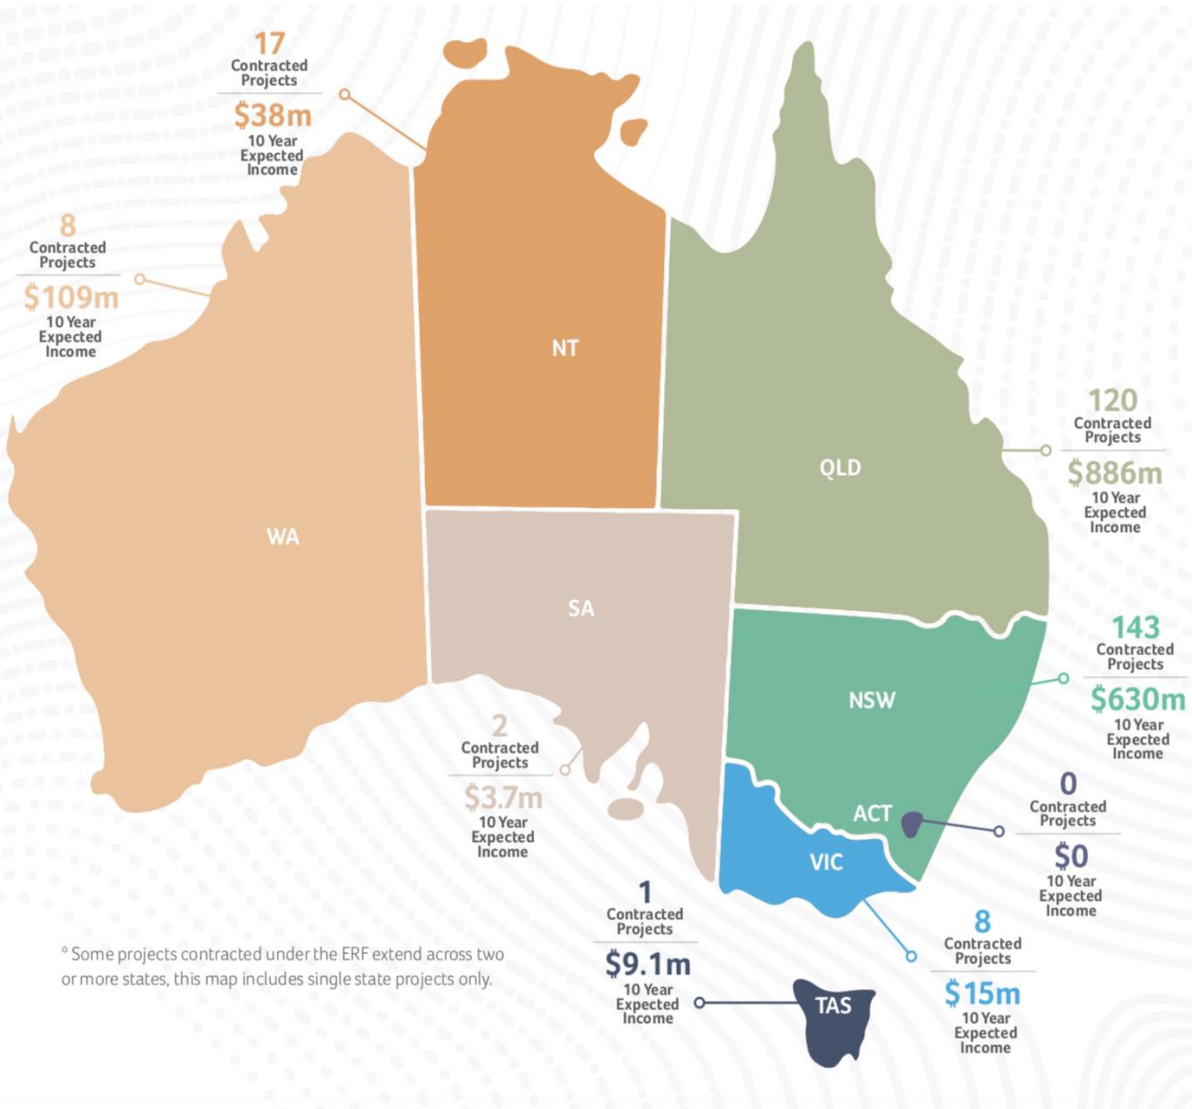 17
Contracted
Projects
$38m
10 Year
Expected
Income
8
Contracted
Projects
$109m
10 Year
Expected
Income
NT
120
Contracted
Projects
$886m
10 Year
Expected
Income
QLD
WA
SA
143
Contracted
Projects
$630m
10 Year
Expected
Income
NSW
2
Contracted
Projects
$3.7m
10 Year
Expected
Income
0
Contracted
Projects
$0
10 Year
Expected
Income
ACT
VIC
1
Contracted
Projects
$9.1m
10 Year
Expected
Income
8
Contracted
Projects
$15m
10 Year
Expected
Income
TAS
* Some projects contracted under the ERF extend across two
or more states, this map includes single state projects only.